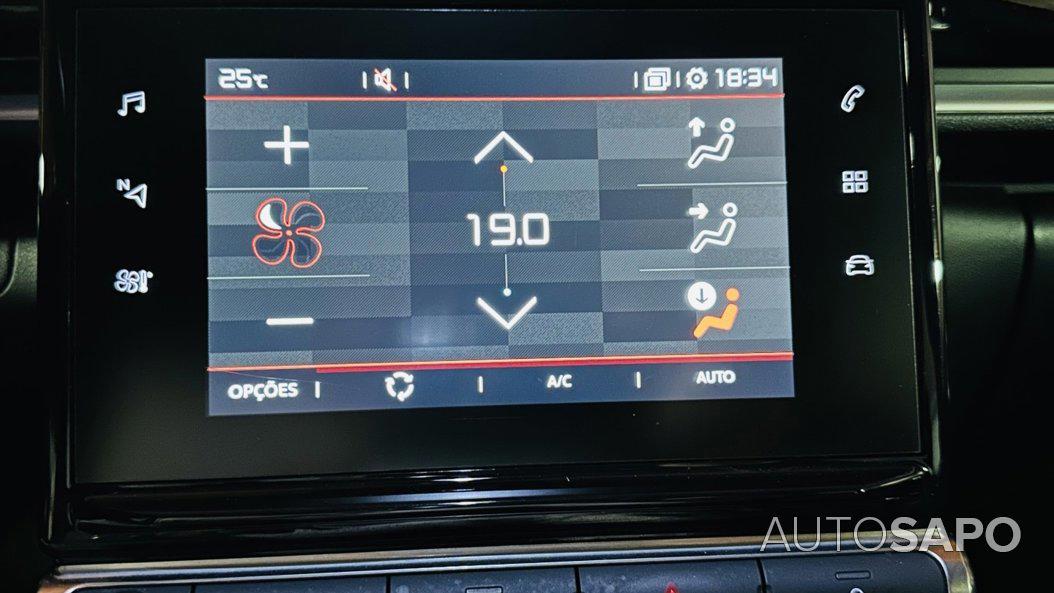 25°C
18:34
N
19.0
OPÇÕES
A/C
AUTO
AUTOSAPO